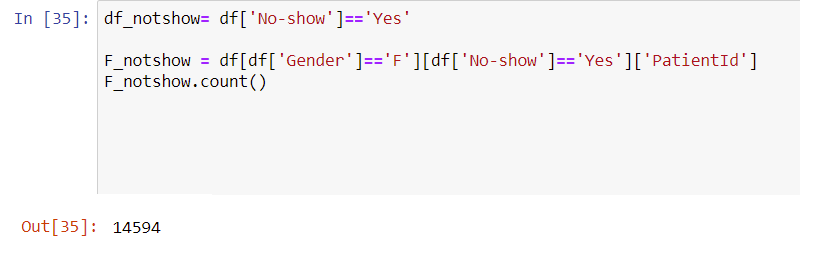 In [35]: df_notshow= df['No-show']=='Yes'
F_notshow = df[df['Gender']=='F'][df['No-show']=='Yes']['PatientId']
F_notshow.count()
Out[35]: 14594